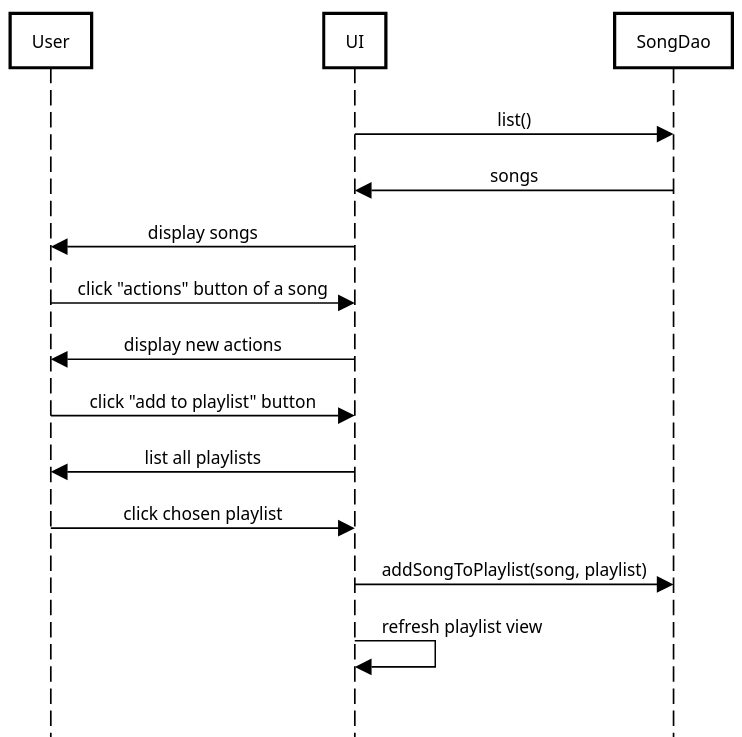 User
UI
SongDao
list()
songs
display songs
click "actions" button of a song
display new actions
click "add to playlist" button
list all playlists
click chosen playlist
addSongToPlaylist(song, playlist)
refresh playlist view